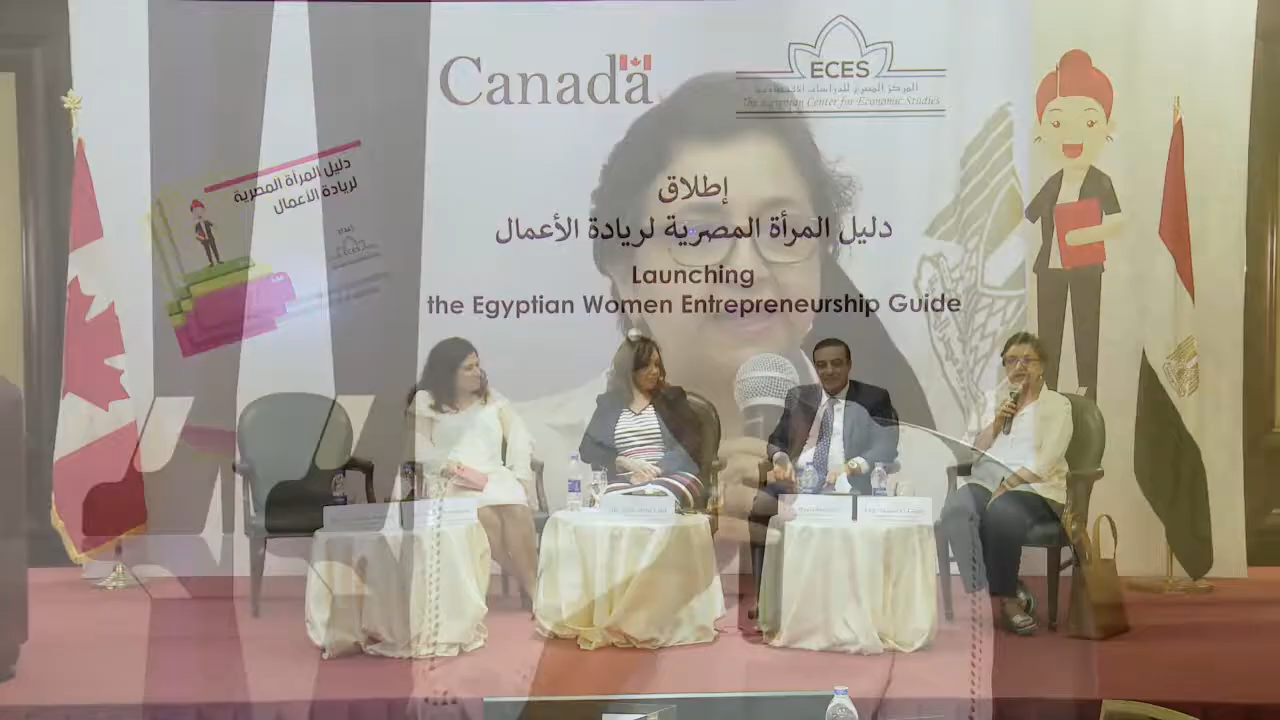 Canada
ECES
المركز المصري للدراسات الاقتصادية
The Egyptian Center for Economic Studies
دليل المرأة المصرية
لريادة الأعمال
إطلاق
دليل المرأة المصرية لريادة الأعمال
Launching
the Egyptian Women Entrepreneurship Guide